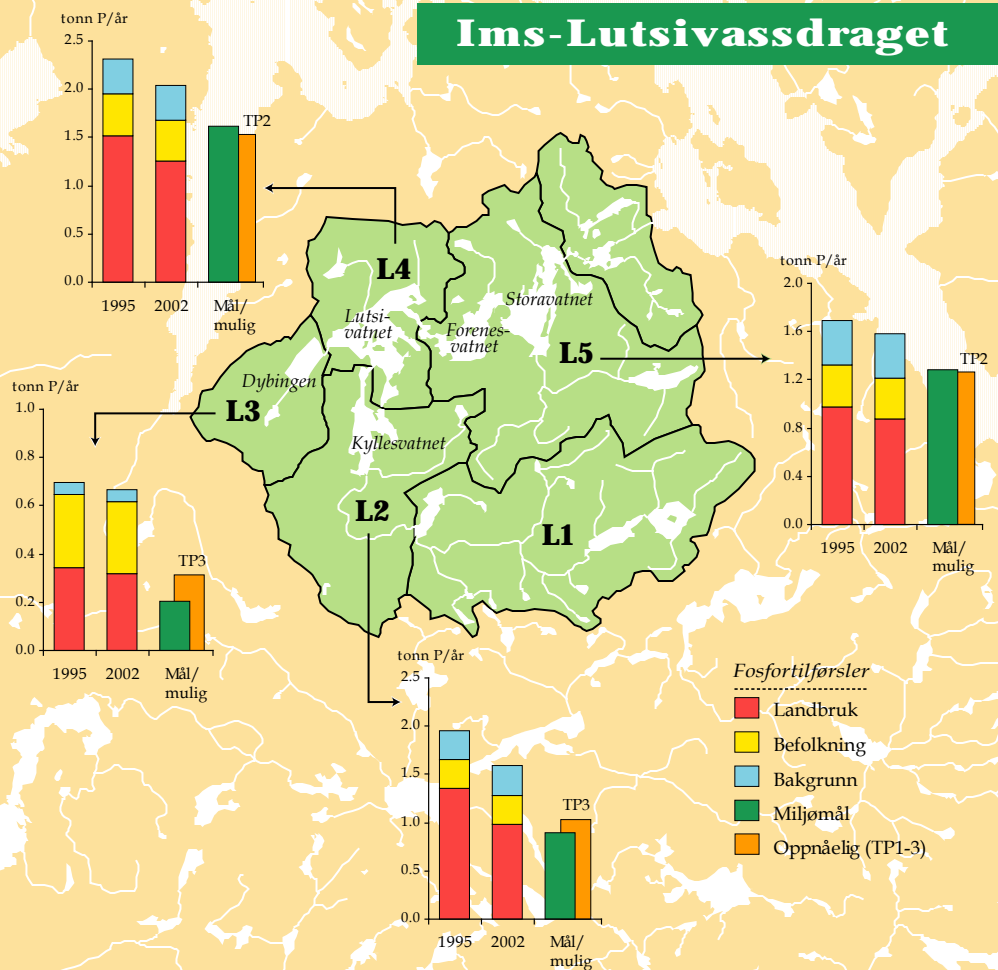 Ims-Lutsivassdraget
tonn P/år
2.5
2.0
1.5
1.0
0.5
0.0
TP2
1995 2002 Mål/
mulig
L4
Lutsi-
vatnet
Storavatnet
Forenes-
vatnet
L5
Dybingen
L3
Kyllesvatnet
L2
L1
tonn P/år
2.0
1.6
1.2
0.8
0.4
0.0
TP2
1995 2002 Mål/
mulig
tonn P/år
1.0
0.8
0.6
0.4
0.2
0.0
TP3
1995 2002 Mål/
mulig
tonn P/år
2.5
2.0
1.5
1.0
0.5
0.0
TP3
1995 2002 Mål/
mulig
Fosfortilførsler
Landbruk
Befolkning
Bakgrunn
Miljømål
Oppnåelig (TP1-3)